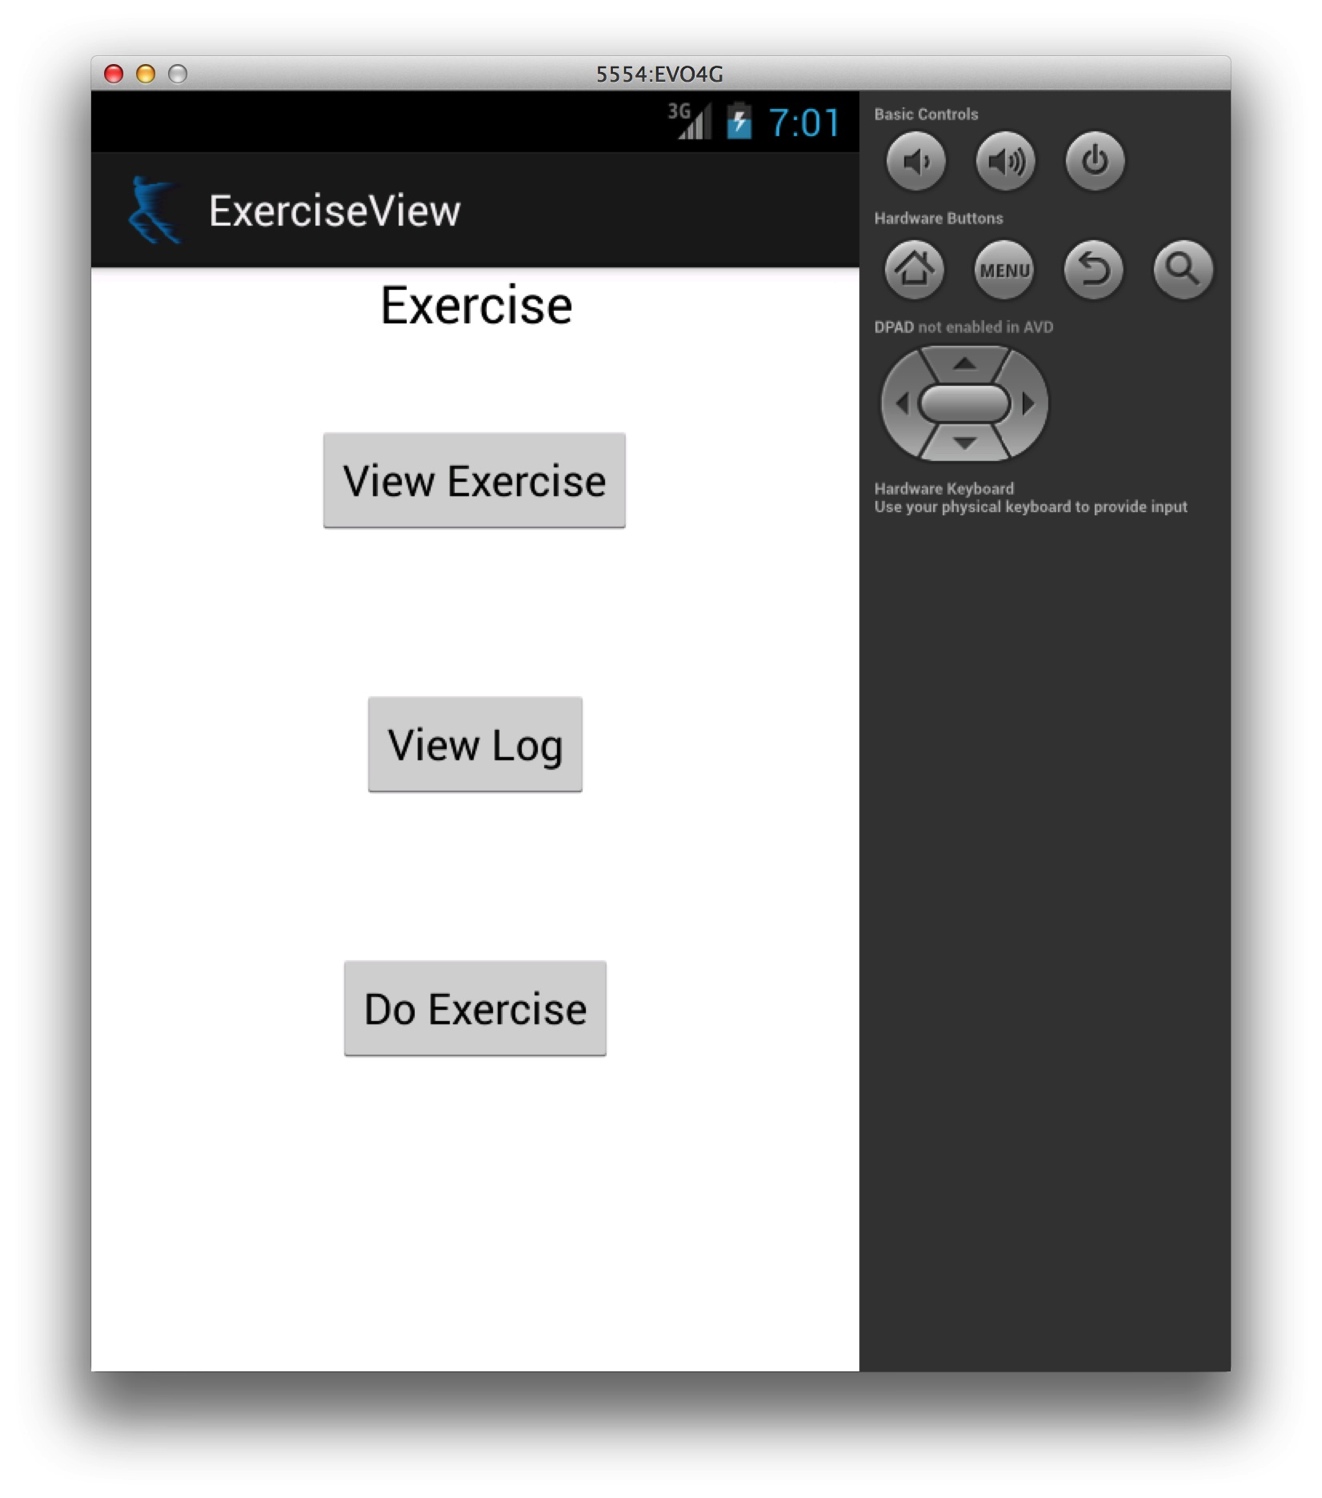 5554:EVO4G
3G 7:01
ExerciseView
Exercise
View Exercise
View Log
Do Exercise
Basic Controls
Hardware Buttons
MENU
DPAD not enabled in AVD
Hardware Keyboard
Use your physical keyboard to provide input